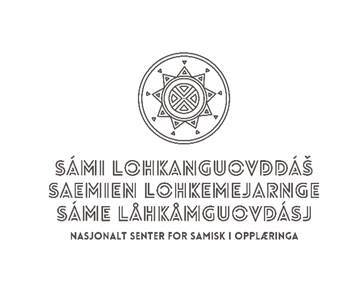 SÁMI LOHKANGUOVDDÁŠ
SAEMIEN LOHKEMEJARNGE
SÁME LÅHKÅMGUOVDÁSJ
NASJONALT SENTER FOR SAMISK I OPPLÆRINGA